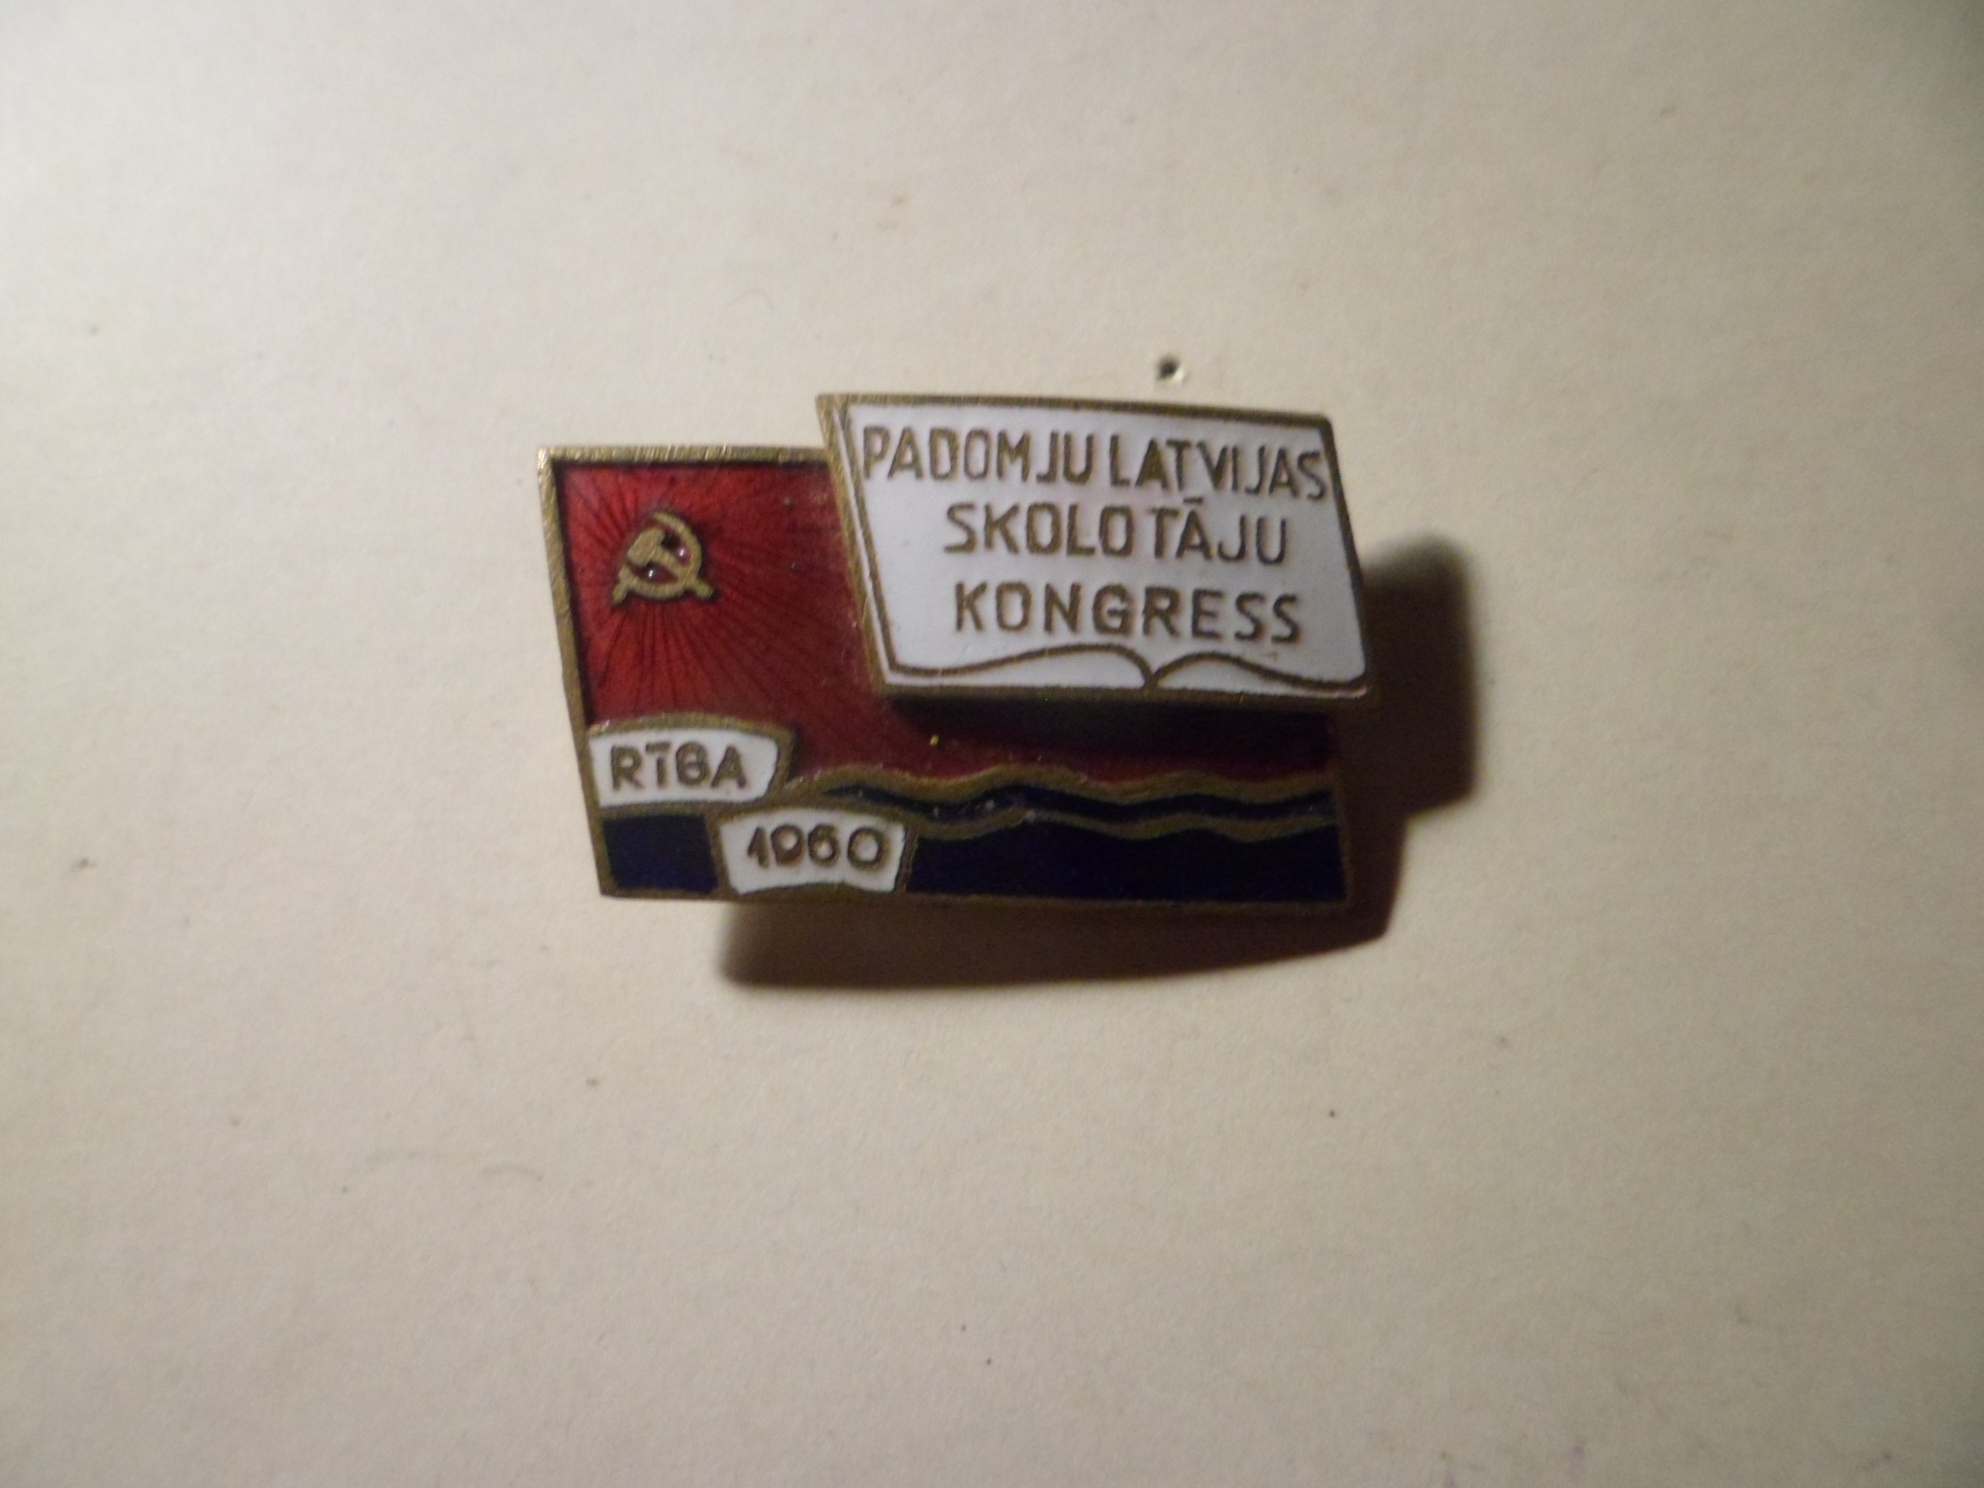 PADOMJU LATVIJAS
SKOLOTĀJU
KONGRESS
RĪGA
1960